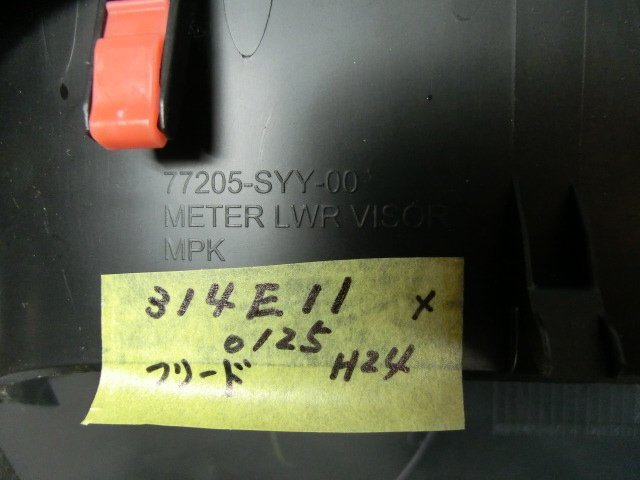 77205-SYY-00
METER LWR VISOR
MPK
314E11 x
0125
フリード H24